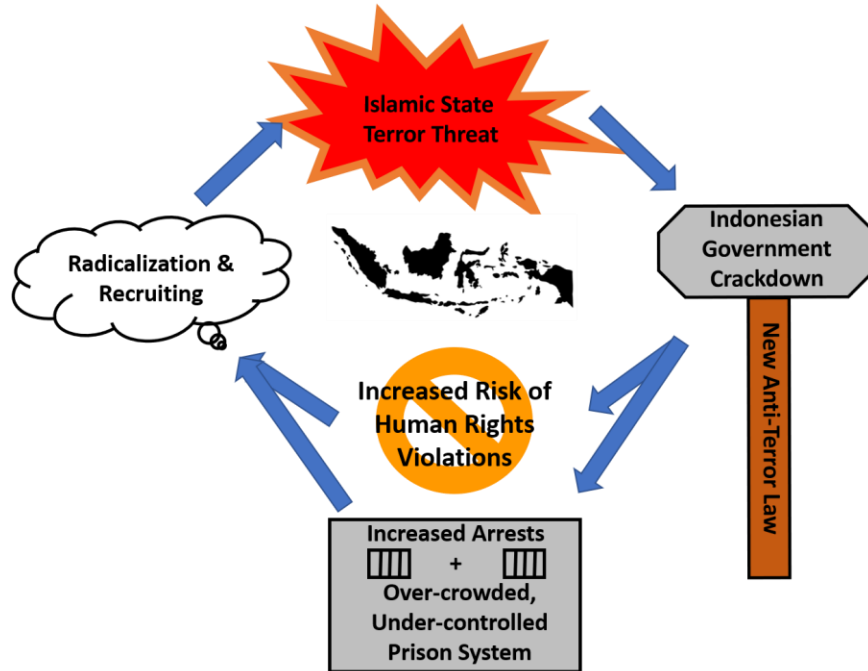 Islamic State
Terror Threat
Indonesian
Government
Crackdown
New Anti-Terror Law
Radicalization &
Recruiting
Increased Risk of
Human Rights
Violations
Increased Arrests
+
Over-crowded,
Under-controlled
Prison System